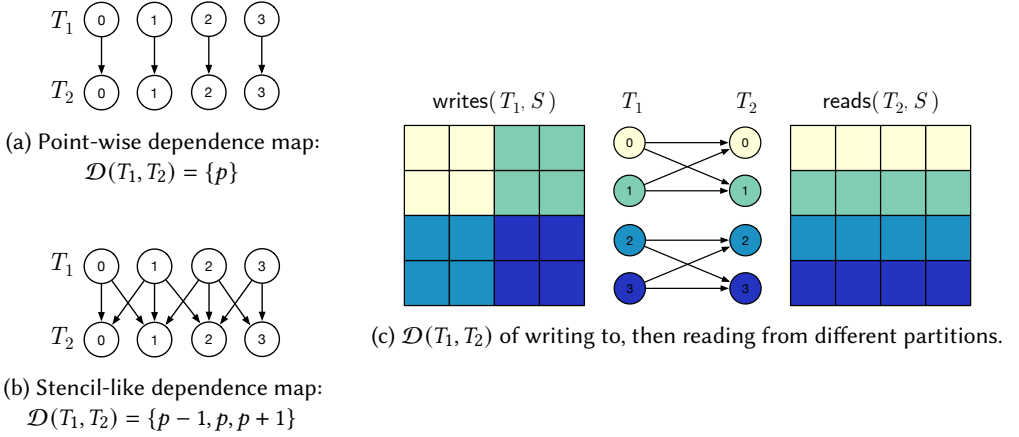 T₁ 0 1 2 3
T₂ 0 1 2 3
(a) Point-wise dependence map:
𝒟(T₁, T₂) = {p}
T₁ 0 1 2 3
T₂ 0 1 2 3
(b) Stencil-like dependence map:
𝒟(T₁, T₂) = {p − 1, p, p + 1}
writes(T₁, S) T₁ T₂ reads(T₂, S)
0 0
1 1
2 2
3 3
(c) 𝒟(T₁, T₂) of writing to, then reading from different partitions.